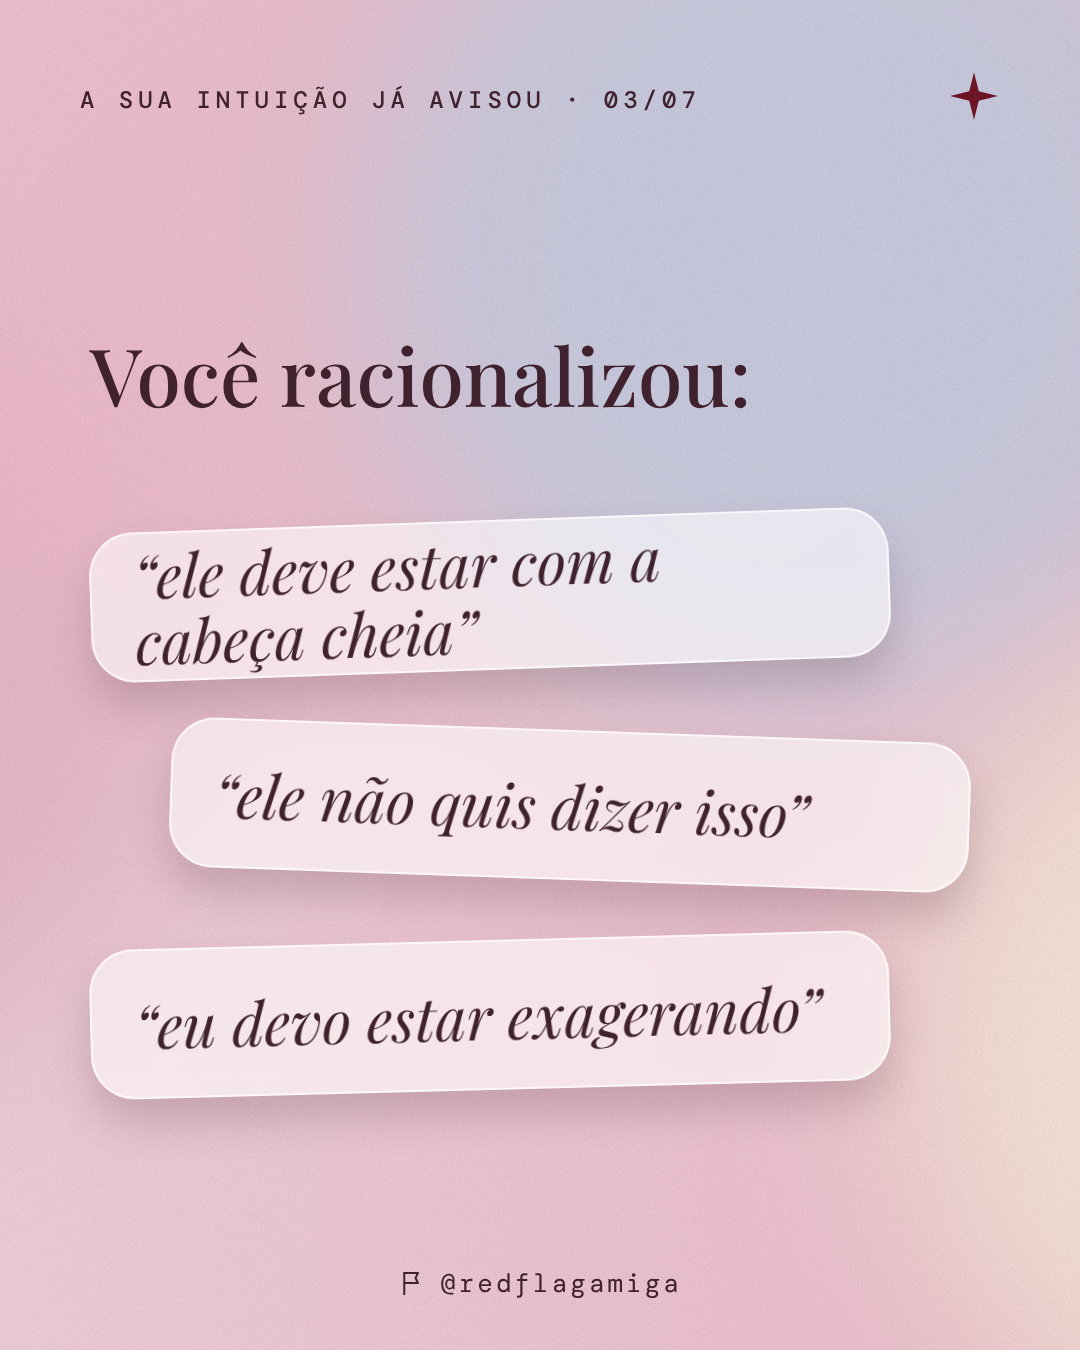 A SUA INTUIÇÃO JÁ AVISOU · 03/07
Você racionalizou:
“ele deve estar com a
cabeça cheia”
“ele não quis dizer isso”
“eu devo estar exagerando”
@redflagamiga